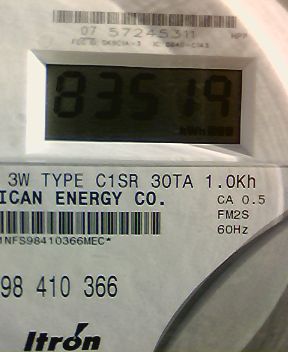 07 57245311
83519
kWh
3W TYPE C1SR 30TA 1.0Kh
ICAN ENERGY CO.
CA 0.5
FM2S
60Hz
1NFS98410366MEC*
98 410 366
Itron